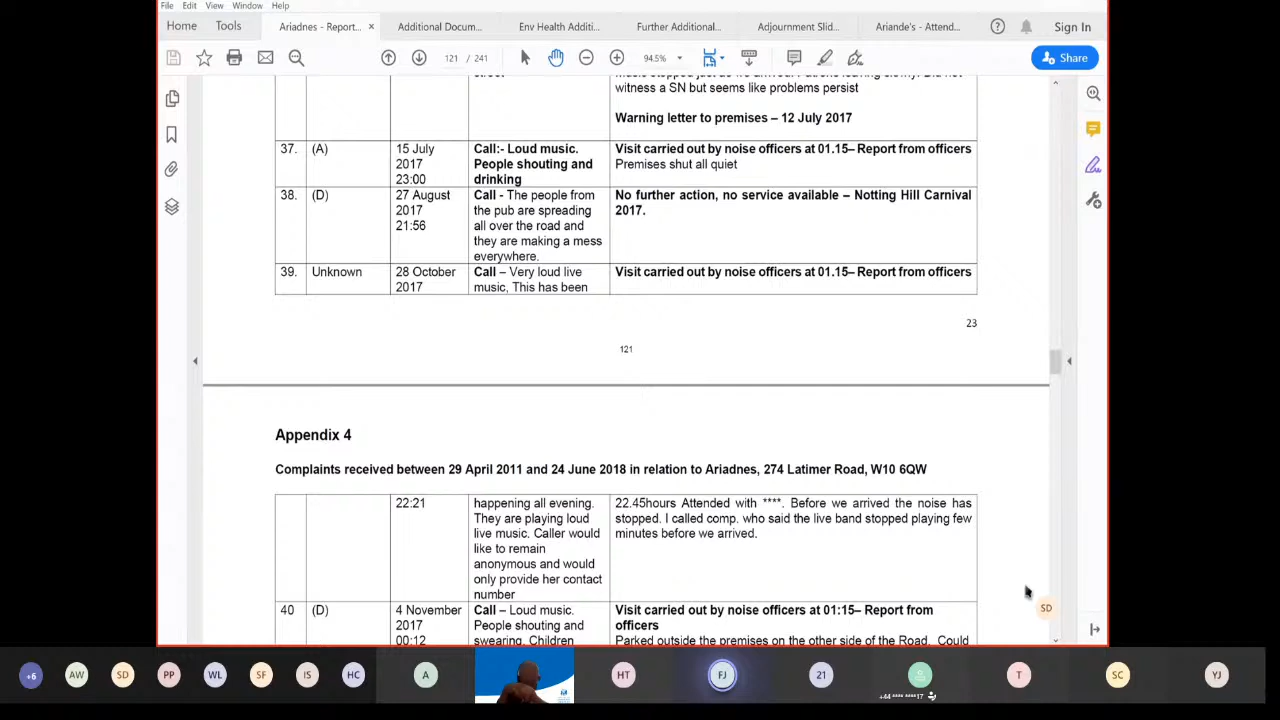 File Edit View Window Help
Home Tools Ariadnes - Report... × Additional Docum... Env Health Additi... Further Additional... Adjournment Slid... Ariande's - Attend... Sign In
121 / 241 94.5% Share
street
witness a SN but seems like problems persist
Warning letter to premises – 12 July 2017
37. (A) 15 July Call:- Loud music. Visit carried out by noise officers at 01.15– Report from officers
2017 People shouting and Premises shut all quiet
23:00 drinking
38. (D) 27 August Call - The people from No further action, no service available – Notting Hill Carnival
2017 the pub are spreading 2017.
21:56 all over the road and
they are making a mess
everywhere.
39. Unknown 28 October Call – Very loud live Visit carried out by noise officers at 01.15– Report from officers
2017 music, This has been
23
121
Appendix 4
Complaints received between 29 April 2011 and 24 June 2018 in relation to Ariadnes, 274 Latimer Road, W10 6QW
22:21 happening all evening. 22.45hours Attended with ****. Before we arrived the noise has
They are playing loud stopped. I called comp. who said the live band stopped playing few
live music. Caller would minutes before we arrived.
like to remain
anonymous and would
only provide her contact
number
40 (D) 4 November Call – Loud music. Visit carried out by noise officers at 01:15– Report from
2017 People shouting and officers
00:12 swearing. Children Parked outside the premises on the other side of the Road. Could
SD
+6 AW SD PP WL SF IS HC A HT FJ 21 T SC YJ
+44 **** ****17